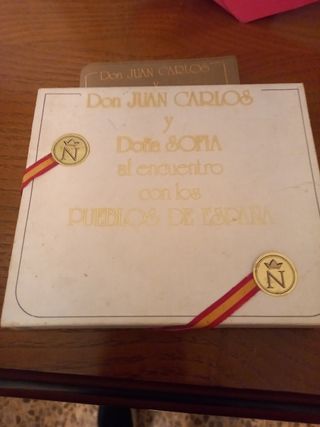 Don JUAN CARLOS
y
Don JUAN CARLOS
y
Doña SOFIA
al encuentro
con los
PUEBLOS DE ESPAÑA
N
N